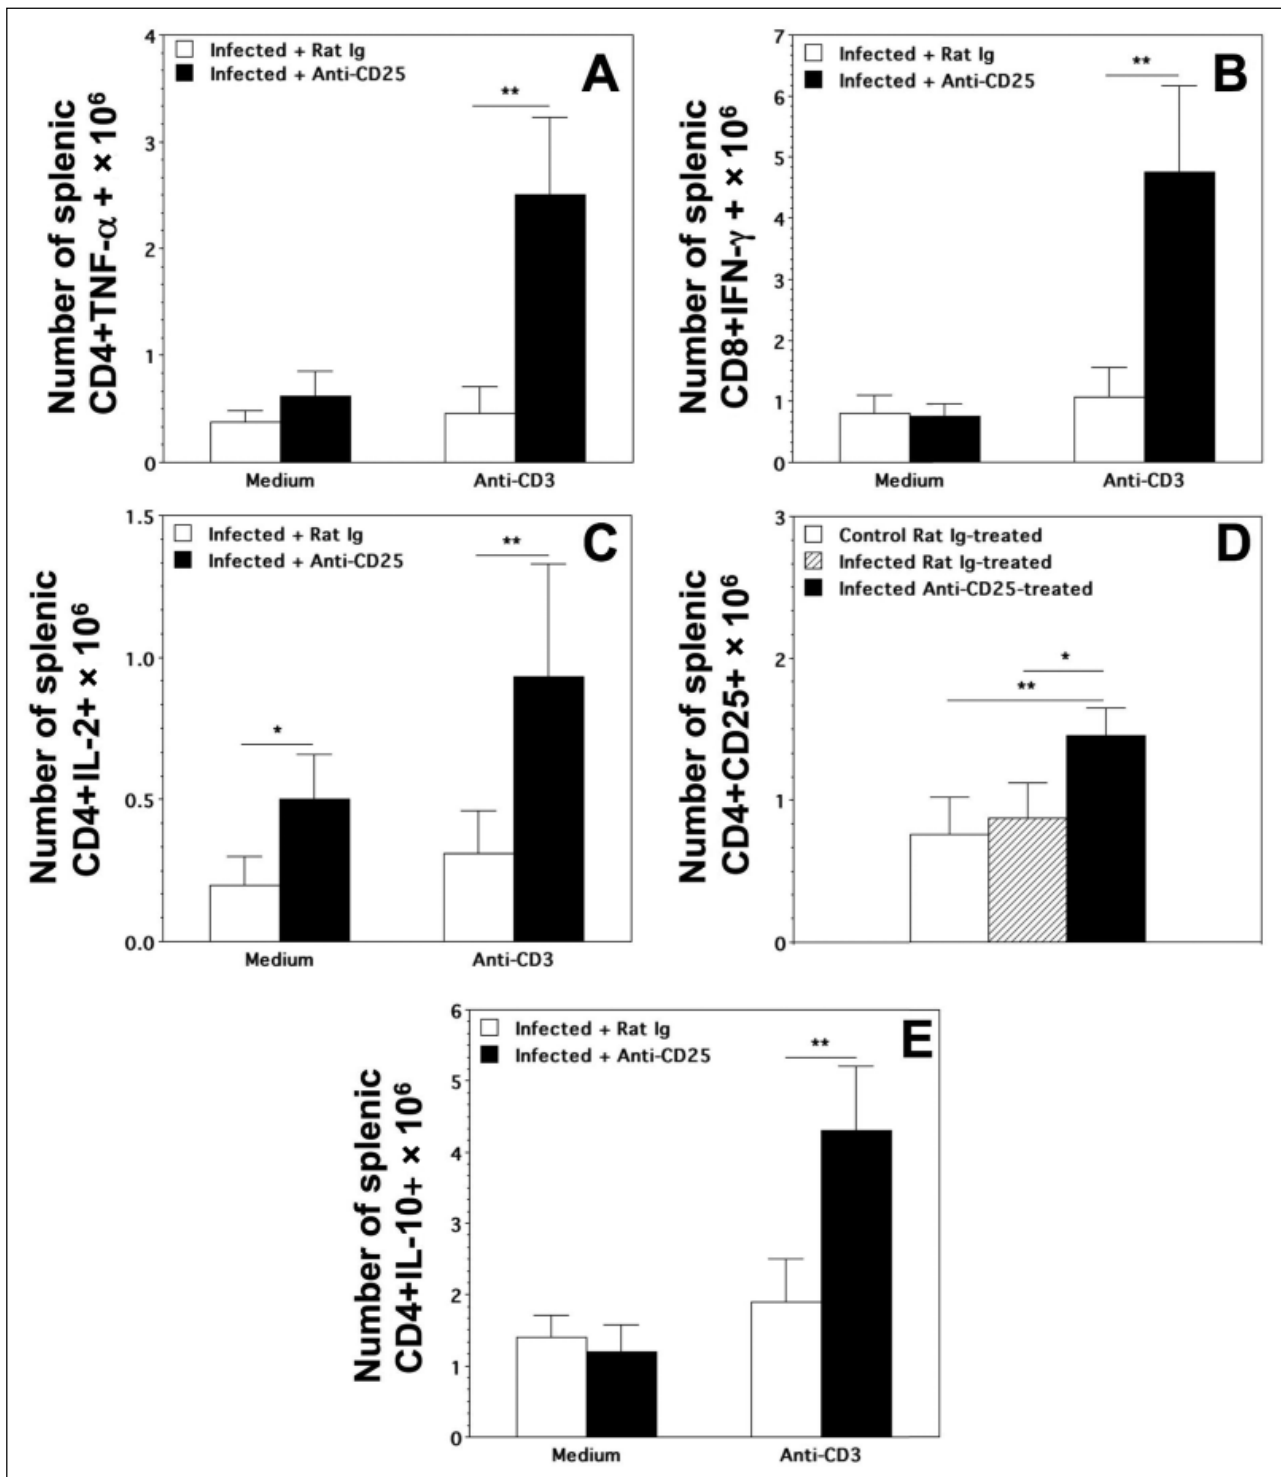 Number of splenic
CD4+TNF-α + × 10⁶
4
3
2
1
0
Infected + Rat Ig
Infected + Anti-CD25
**
A
Medium
Anti-CD3
Number of splenic
CD8+IFN-γ + × 10⁶
7
6
5
4
3
2
1
0
Infected + Rat Ig
Infected + Anti-CD25
**
B
Medium
Anti-CD3
Number of splenic
CD4+IL-2+ × 10⁶
1.5
1.0
0.5
0.0
Infected + Rat Ig
Infected + Anti-CD25
*
**
C
Medium
Anti-CD3
Number of splenic
CD4+CD25+ × 10⁶
3
2
1
0
Control Rat Ig-treated
Infected Rat Ig-treated
Infected Anti-CD25-treated
*
**
D
Number of splenic
CD4+IL-10+ × 10⁶
6
5
4
3
2
1
0
Infected + Rat Ig
Infected + Anti-CD25
**
E
Medium
Anti-CD3